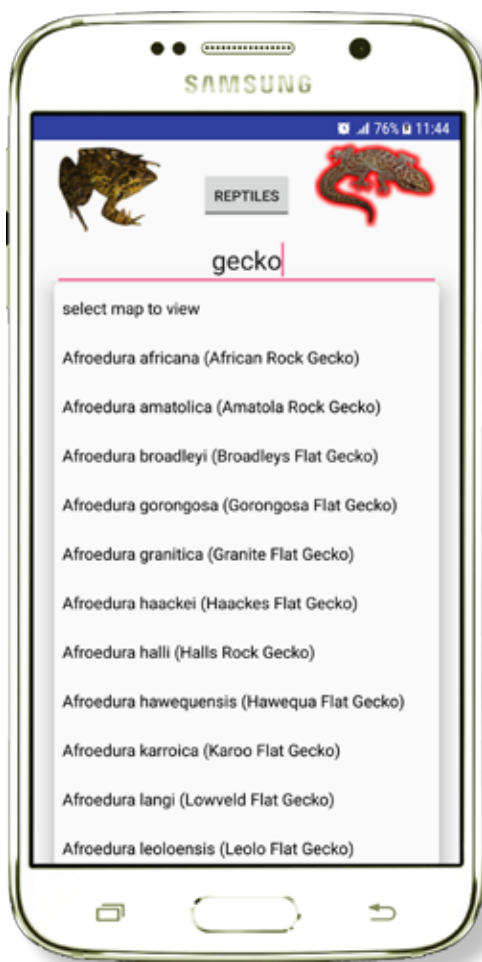 SAMSUNG
76% 11:44
REPTILES
gecko
select map to view
Afroedura africana (African Rock Gecko)
Afroedura amatolica (Amatola Rock Gecko)
Afroedura broadleyi (Broadleys Flat Gecko)
Afroedura gorongosa (Gorongosa Flat Gecko)
Afroedura granitica (Granite Flat Gecko)
Afroedura haackei (Haackes Flat Gecko)
Afroedura halli (Halls Rock Gecko)
Afroedura hawequensis (Hawequa Flat Gecko)
Afroedura karroica (Karoo Flat Gecko)
Afroedura langi (Lowveld Flat Gecko)
Afroedura leoloensis (Leolo Flat Gecko)